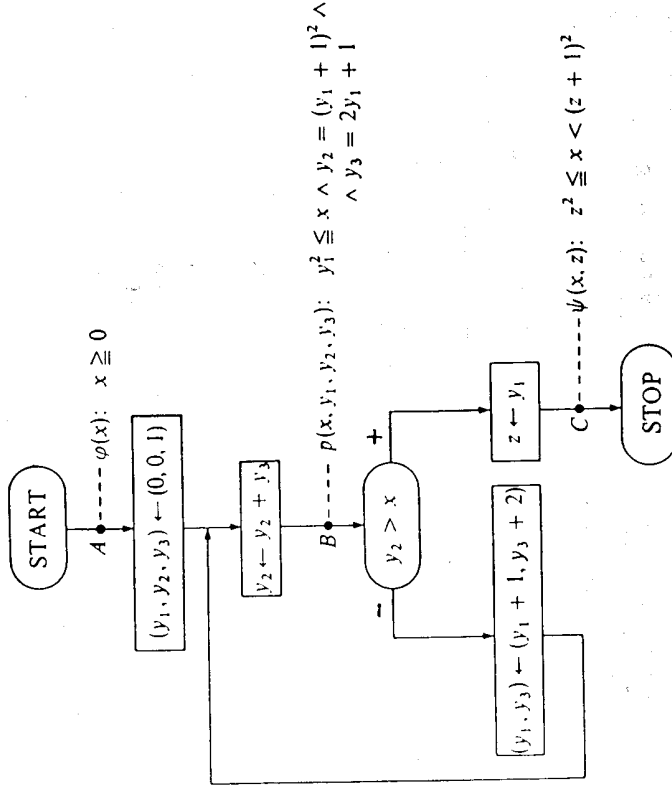 START
A φ(x): x ≧ 0
(y₁, y₂, y₃) ← (0, 0, 1)
y₂ ← y₂ + y₃
B p(x, y₁, y₂, y₃): y₁² ≦ x ∧ y₂ = (y₁ + 1)² ∧
∧ y₃ = 2y₁ + 1
y₂ > x
−
+
(y₁, y₃) ← (y₁ + 1, y₃ + 2)
z ← y₁
C ψ(x, z): z² ≦ x < (z + 1)²
STOP